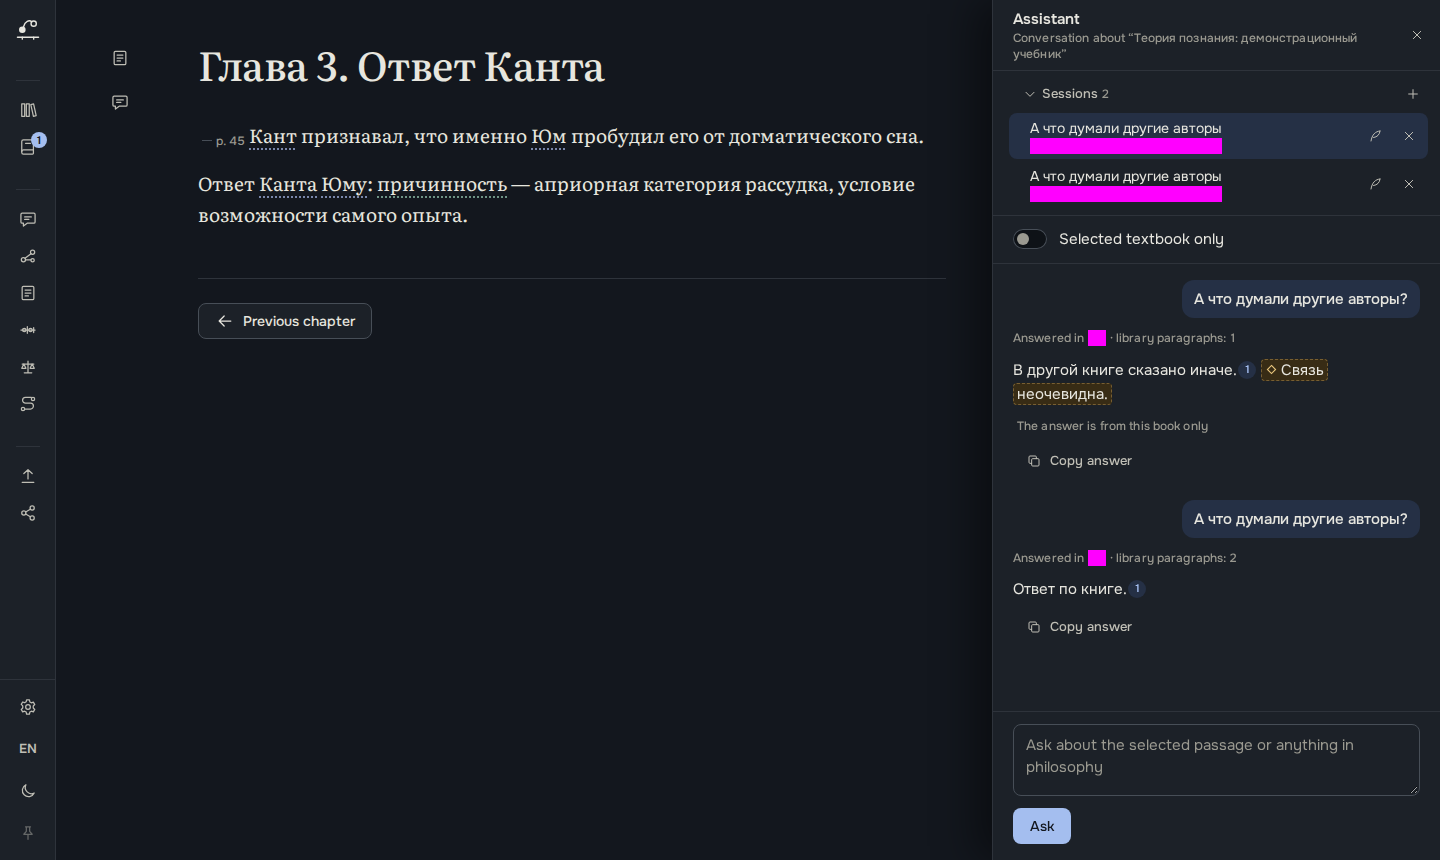 Глава 3. Ответ Канта
— p. 45 Кант признавал, что именно Юм пробудил его от догматического сна.
Ответ Канта Юму: причинность — априорная категория рассудка, условие
возможности самого опыта.
Previous chapter
1
EN
Assistant
Conversation about “Теория познания: демонстрационный
учебник”
Sessions 2
А что думали другие авторы
А что думали другие авторы
Selected textbook only
А что думали другие авторы?
Answered in · library paragraphs: 1
В другой книге сказано иначе. 1 Связь
неочевидна.
The answer is from this book only
Copy answer
А что думали другие авторы?
Answered in · library paragraphs: 2
Ответ по книге. 1
Copy answer
Ask about the selected passage or anything in
philosophy
Ask